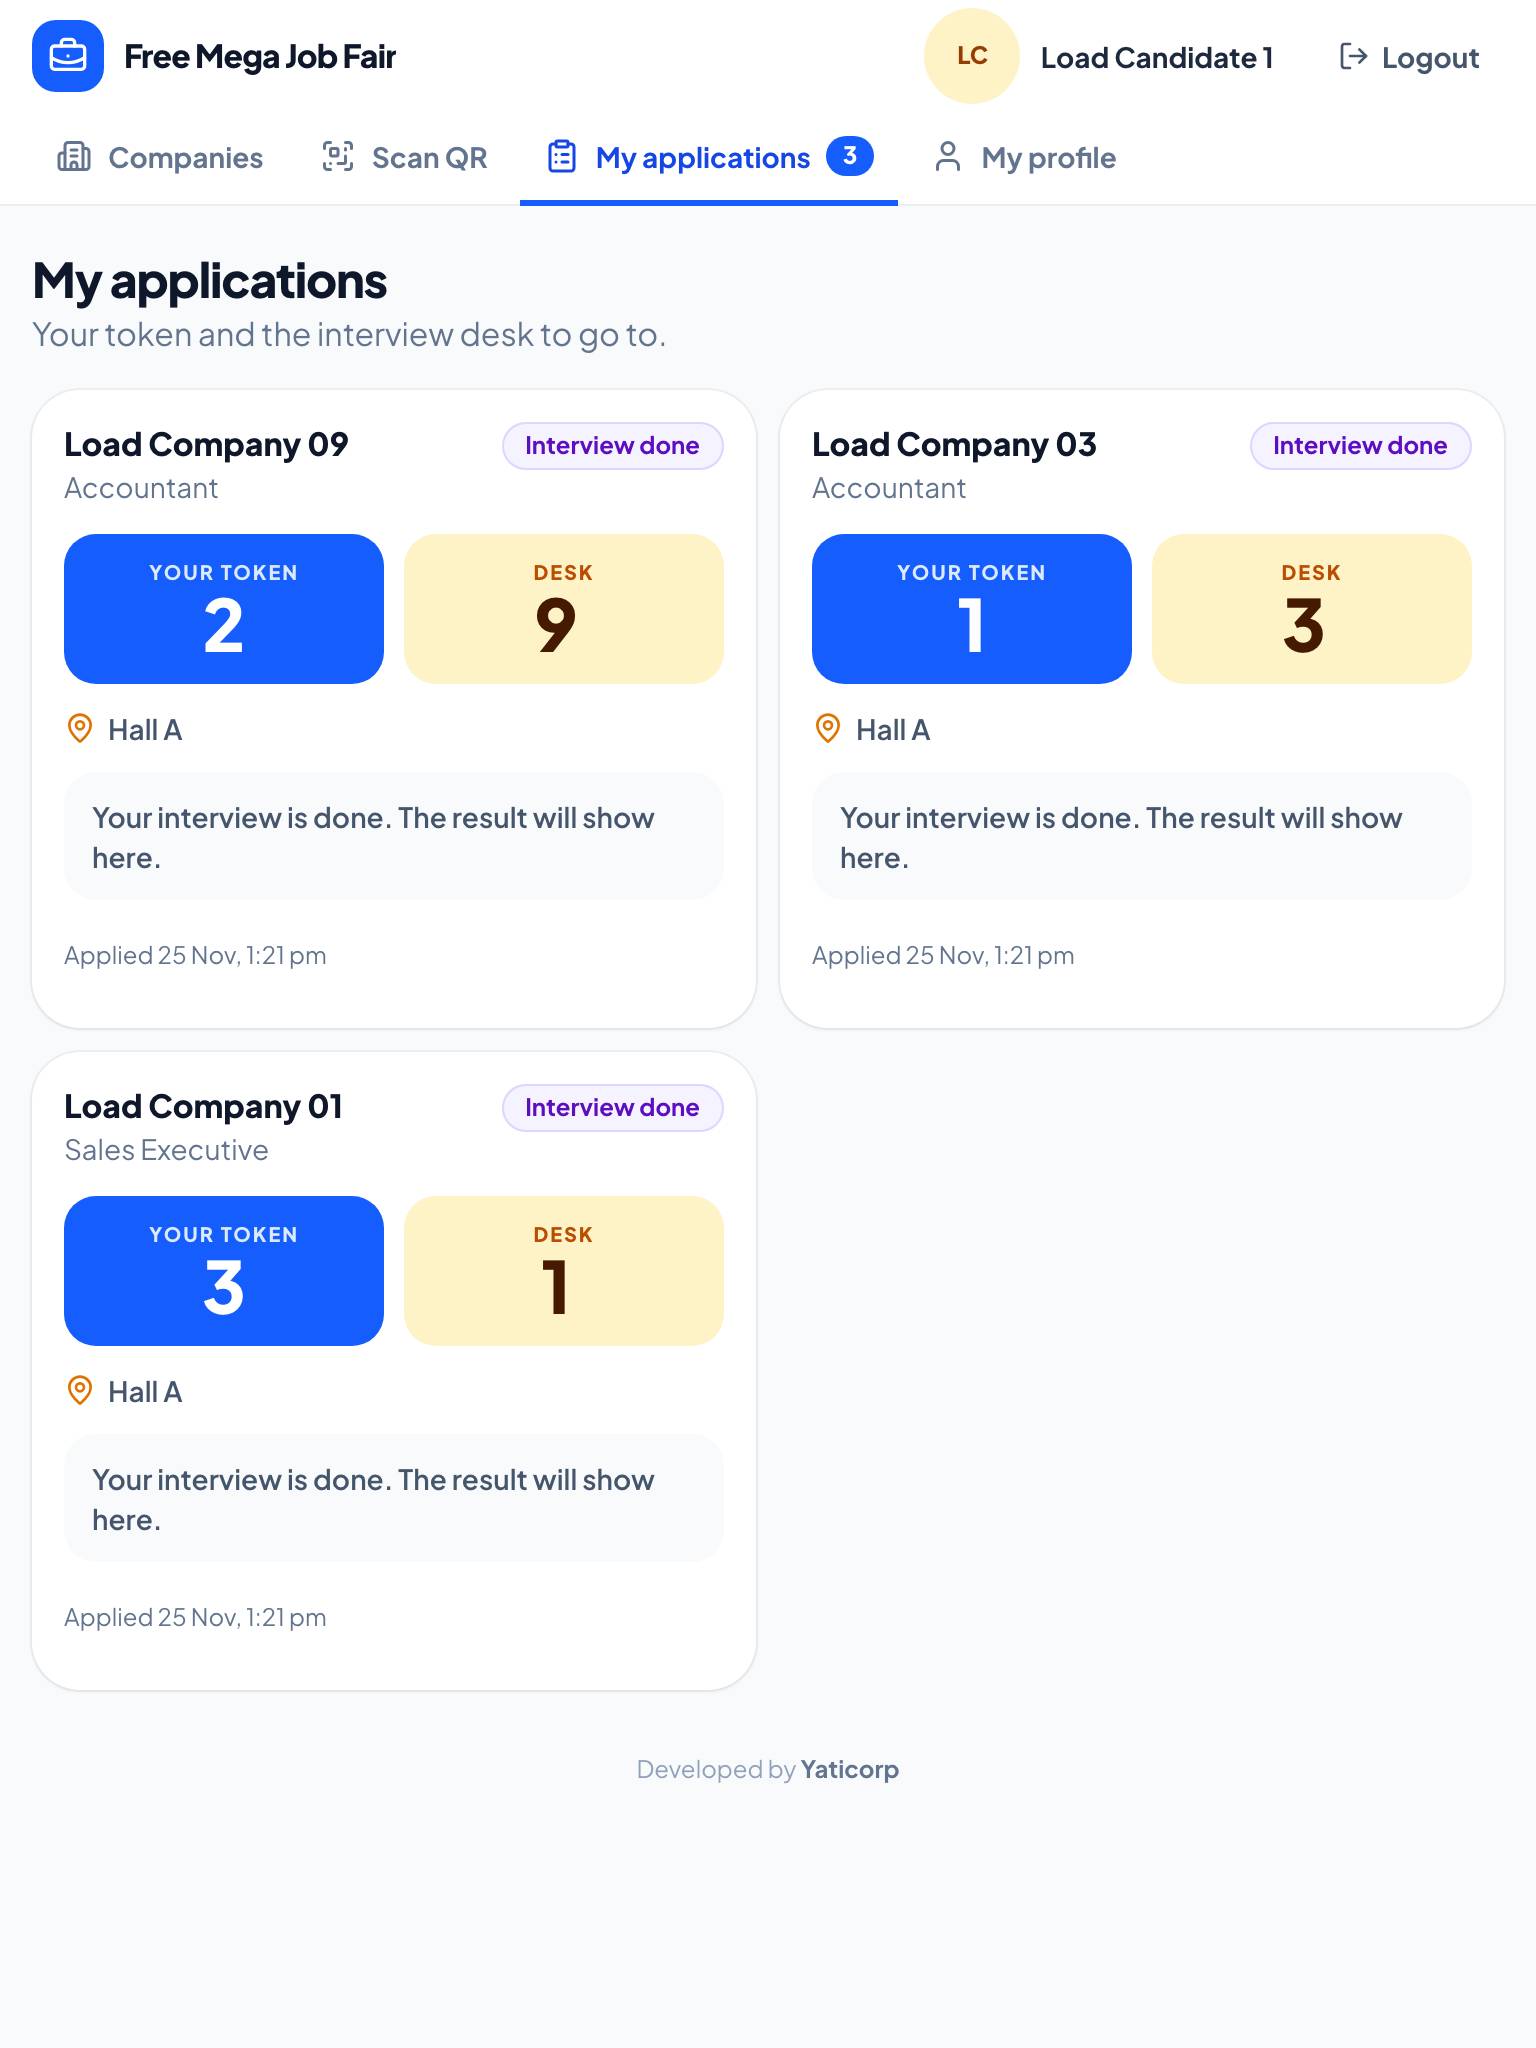 Free Mega Job Fair
LC
Load Candidate 1
Logout
Companies
Scan QR
My applications
3
My profile
My applications
Your token and the interview desk to go to.
Load Company 09
Interview done
Accountant
YOUR TOKEN
2
DESK
9
Hall A
Your interview is done. The result will show
here.
Applied 25 Nov, 1:21 pm
Load Company 03
Interview done
Accountant
YOUR TOKEN
1
DESK
3
Hall A
Your interview is done. The result will show
here.
Applied 25 Nov, 1:21 pm
Load Company 01
Interview done
Sales Executive
YOUR TOKEN
3
DESK
1
Hall A
Your interview is done. The result will show
here.
Applied 25 Nov, 1:21 pm
Developed by Yaticorp